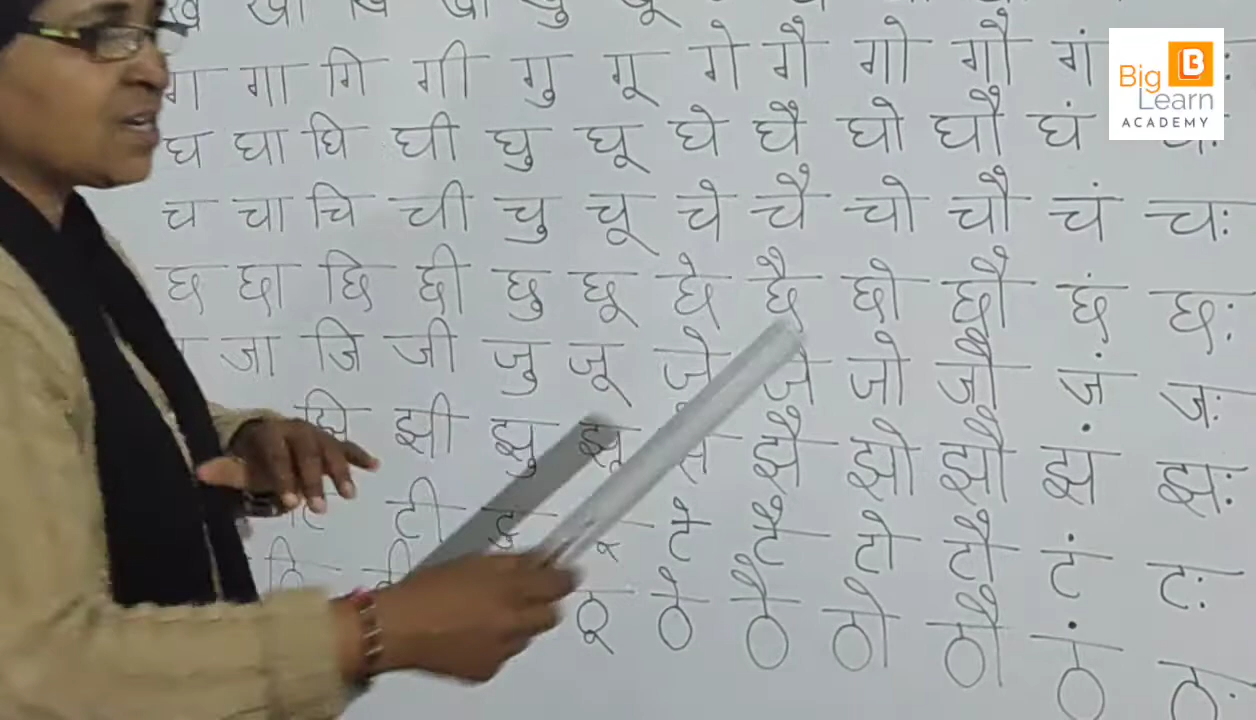 ख खा खि खी खु खू
ग गा गि गी गु गू गे गै गो गौ गं
घ घा घि घी घु घू घे घै घो घौ घं घः
च चा चि ची चु चू चे चै चो चौ चं चः
छ छा छि छी छु छू छे छै छो छौ छं छः
जा जि जी जु जू जे जै जो जौ जं जः
झि झी झु झू झे झै झो झौ झं झः
टी टु टू टे टै टो टौ टं टः
ठि ठू ठे ठै ठो ठौ ठं ठः
B
Big
Learn
ACADEMY